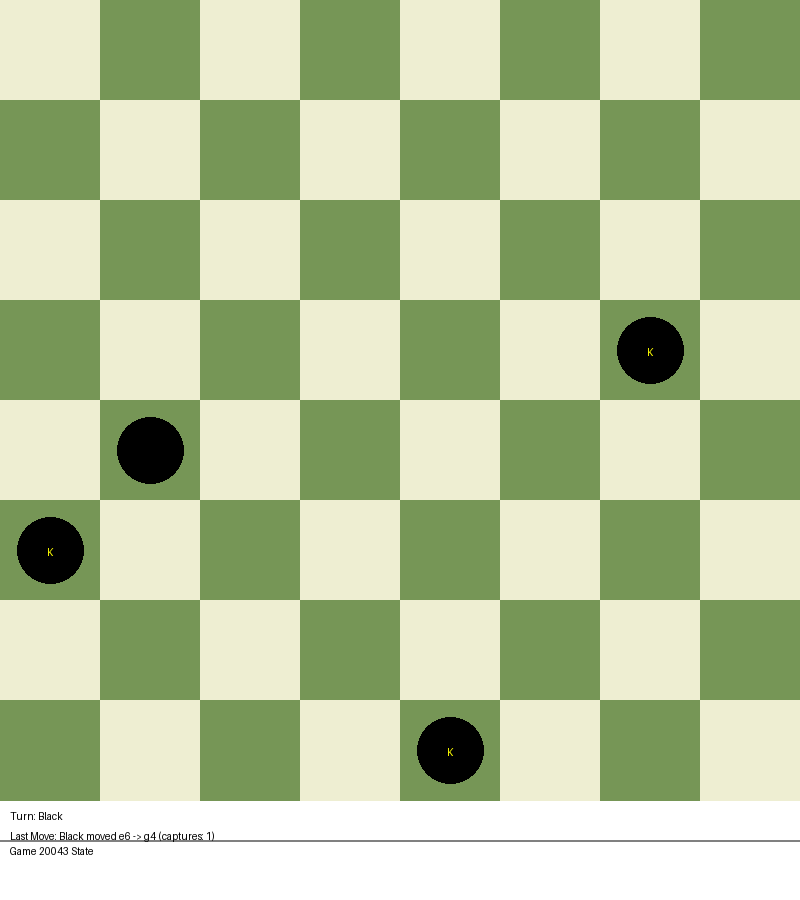 K
K
K
Turn: Black
Last Move: Black moved e6 -> g4 (captures: 1)
Game 20043 State